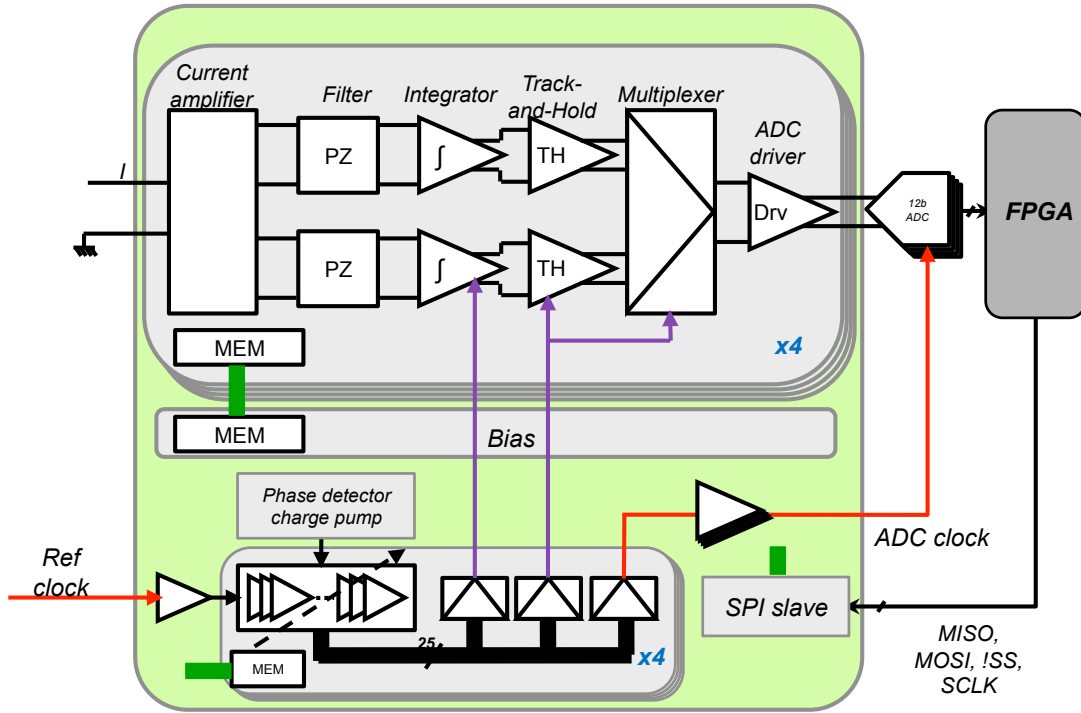 Current
amplifier
Filter
Integrator
Track-
and-Hold
Multiplexer
ADC
driver
I
PZ
∫
TH
Drv
12b
ADC
FPGA
PZ
∫
TH
MEM
x4
MEM
Bias
Phase detector
charge pump
Ref
clock
ADC clock
SPI slave
25
MEM
x4
MISO,
MOSI, !SS,
SCLK